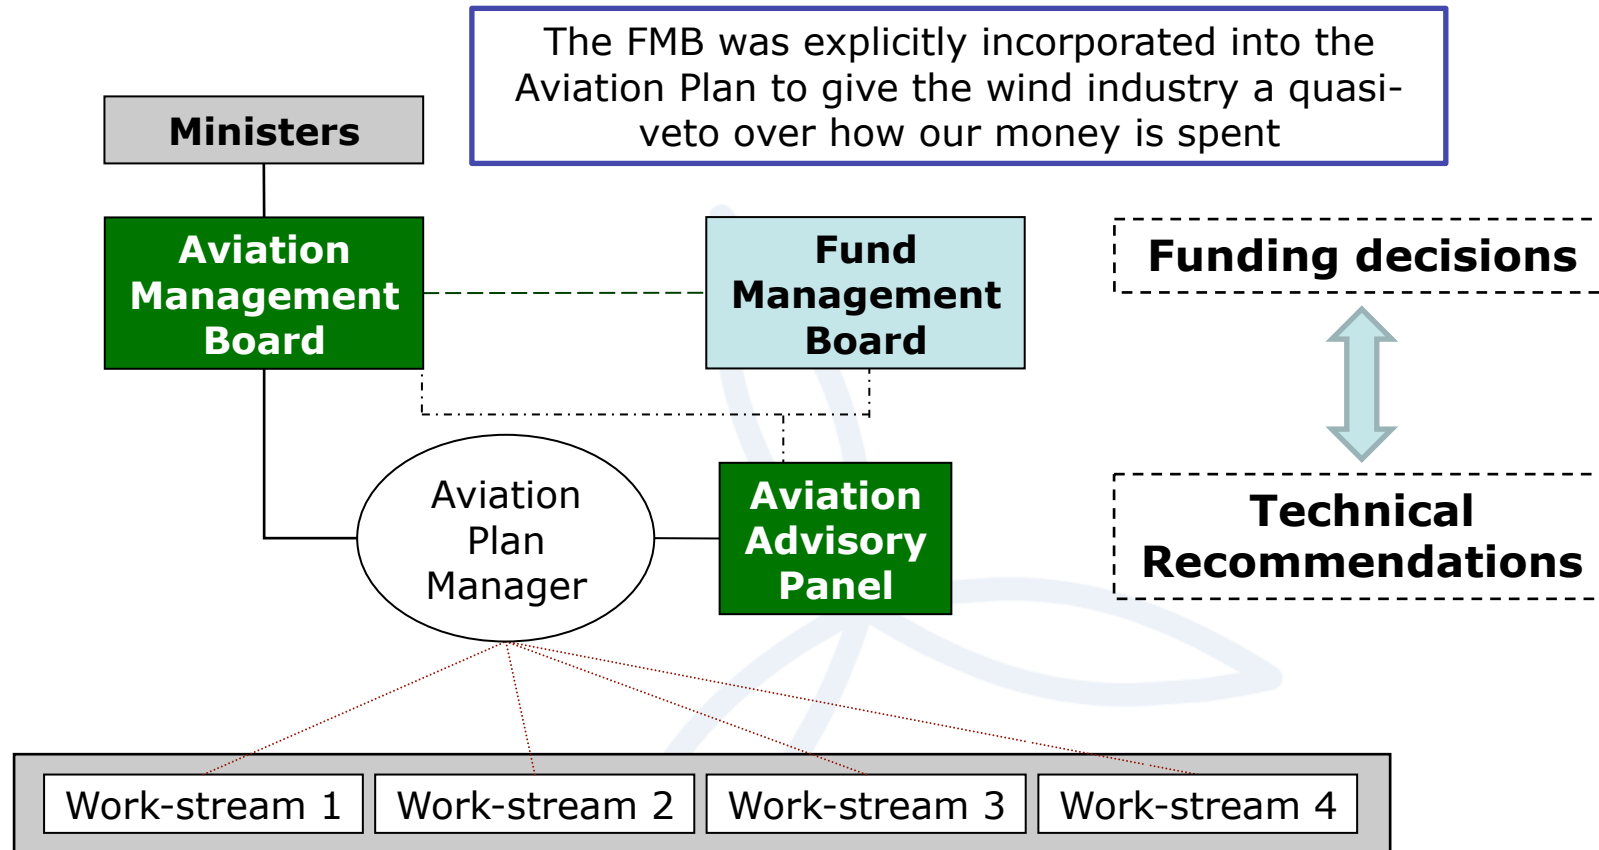 The FMB was explicitly incorporated into the
Aviation Plan to give the wind industry a quasi-
veto over how our money is spent
Ministers
Aviation
Management
Board
Fund
Management
Board
Funding decisions
Aviation
Plan
Manager
Aviation
Advisory
Panel
Technical
Recommendations
Work-stream 1
Work-stream 2
Work-stream 3
Work-stream 4